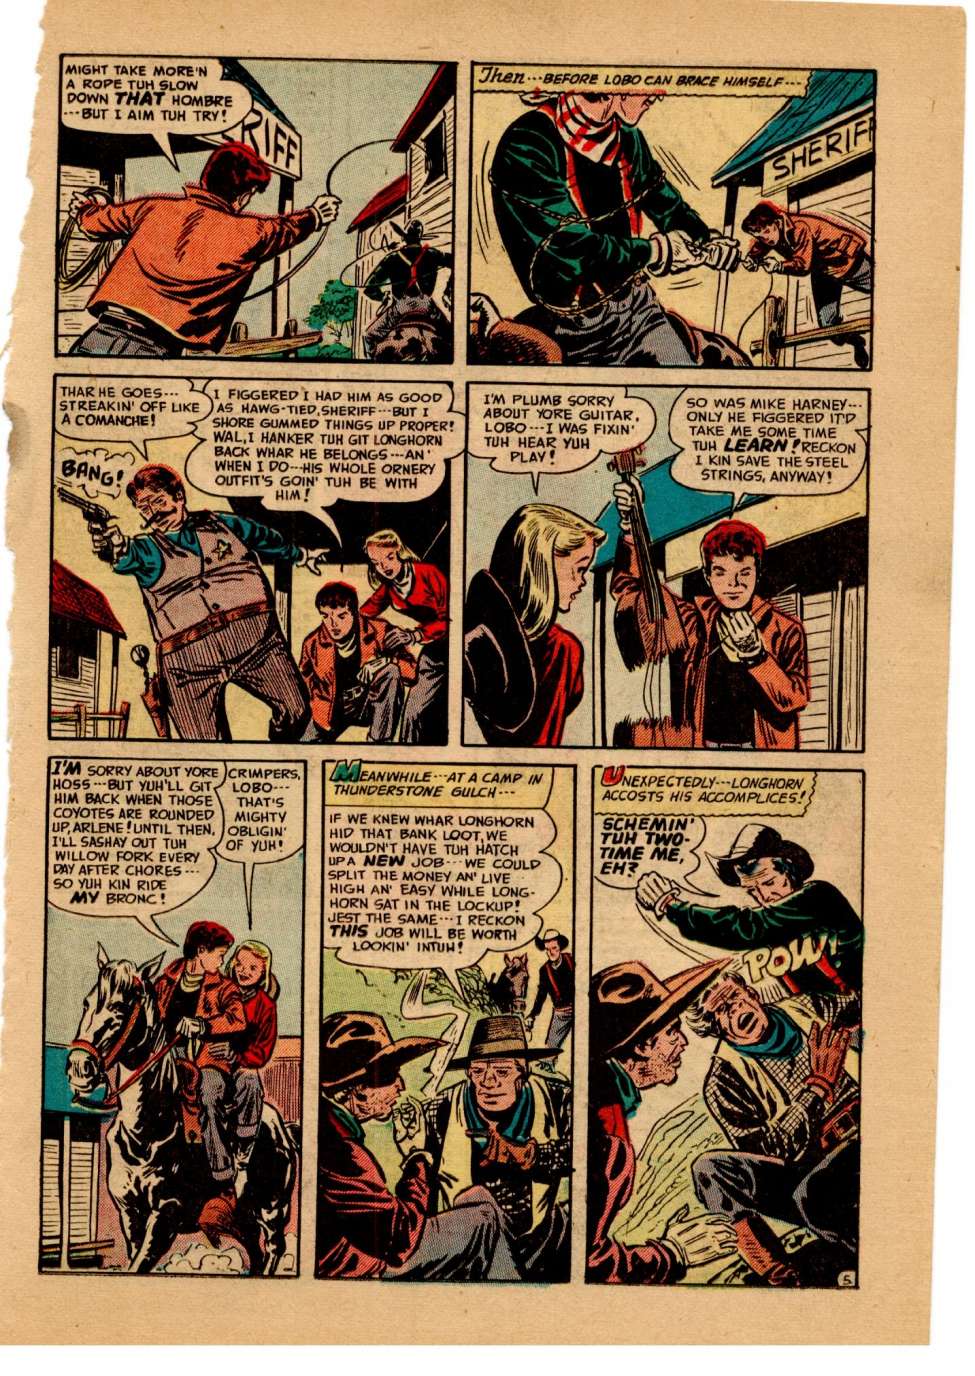 MIGHT TAKE MORE'N
A ROPE TUH SLOW
DOWN THAT HOMBRE
---BUT I AIM TUH TRY!
ERIFF
Then---BEFORE LOBO CAN BRACE HIMSELF---
SHERIFF
THAR HE GOES---
STREAKIN' OFF LIKE
A COMANCHE!
BANG!
I FIGGERED I HAD HIM AS GOOD
AS HAWG-TIED, SHERIFF---BUT I
SHORE GUMMED THINGS UP PROPER!
WAL, I HANKER TUH GIT LONGHORN
BACK WHAR HE BELONGS---AN'
WHEN I DO---HIS WHOLE ORNERY
OUTFIT'S GOIN' TUH BE WITH
HIM!
I'M PLUMB SORRY
ABOUT YORE GUITAR,
LOBO---I WAS FIXIN'
TUH HEAR YUH
PLAY!
SO WAS MIKE HARNEY---
ONLY HE FIGGERED IT'D
TAKE ME SOME TIME
TUH LEARN! RECKON
I KIN SAVE THE STEEL
STRINGS, ANYWAY!
I'M SORRY ABOUT YORE
HOSS---BUT YUH'LL GIT
HIM BACK WHEN THOSE
COYOTES ARE ROUNDED
UP, ARLENE! UNTIL THEN,
I'LL SASHAY OUT TUH
WILLOW FORK EVERY
DAY AFTER CHORES---
SO YUH KIN RIDE
MY BRONC!
CRIMPERS,
LOBO---
THAT'S
MIGHTY
OBLIGIN'
OF YUH!
MEANWHILE---AT A CAMP IN
THUNDERSTONE GULCH---
IF WE KNEW WHAR LONGHORN
HID THAT BANK LOOT, WE
WOULDN'T HAVE TUH HATCH
UP A NEW JOB---WE COULD
SPLIT THE MONEY AN' LIVE
HIGH AN' EASY WHILE LONG-
HORN SAT IN THE LOCKUP!
JEST THE SAME---I RECKON
THIS JOB WILL BE WORTH
LOOKIN' INTUH!
UNEXPECTEDLY---LONGHORN
ACCOSTS HIS ACCOMPLICES!
SCHEMIN'
TUH TWO-
TIME ME,
EH?
POW!
5